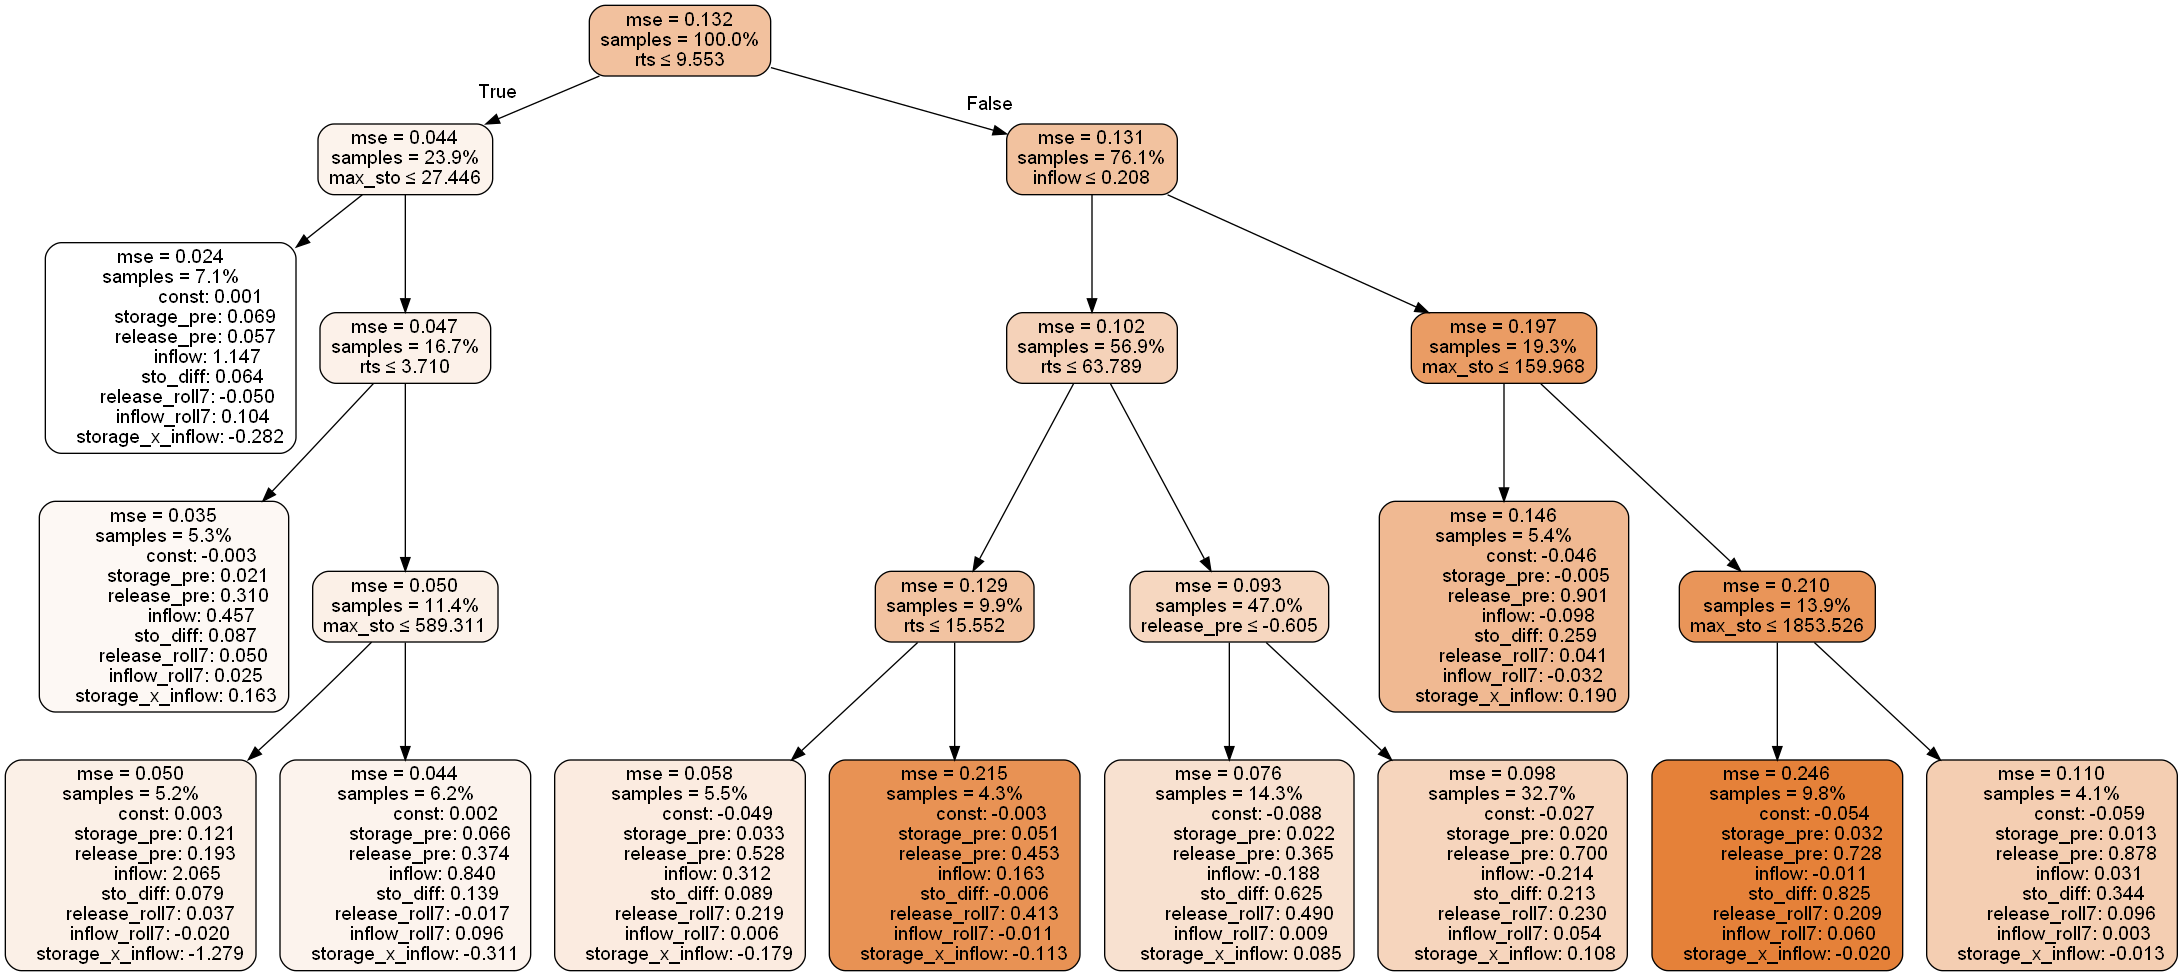 mse = 0.132
samples = 100.0%
rts ≤ 9.553
True
False
mse = 0.044
samples = 23.9%
max_sto ≤ 27.446
mse = 0.131
samples = 76.1%
inflow ≤ 0.208
mse = 0.024
samples = 7.1%
const: 0.001
storage_pre: 0.069
release_pre: 0.057
inflow: 1.147
sto_diff: 0.064
release_roll7: -0.050
inflow_roll7: 0.104
storage_x_inflow: -0.282
mse = 0.047
samples = 16.7%
rts ≤ 3.710
mse = 0.102
samples = 56.9%
rts ≤ 63.789
mse = 0.197
samples = 19.3%
max_sto ≤ 159.968
mse = 0.035
samples = 5.3%
const: -0.003
storage_pre: 0.021
release_pre: 0.310
inflow: 0.457
sto_diff: 0.087
release_roll7: 0.050
inflow_roll7: 0.025
storage_x_inflow: 0.163
mse = 0.050
samples = 11.4%
max_sto ≤ 589.311
mse = 0.129
samples = 9.9%
rts ≤ 15.552
mse = 0.093
samples = 47.0%
release_pre ≤ -0.605
mse = 0.146
samples = 5.4%
const: -0.046
storage_pre: -0.005
release_pre: 0.901
inflow: -0.098
sto_diff: 0.259
release_roll7: 0.041
inflow_roll7: -0.032
storage_x_inflow: 0.190
mse = 0.210
samples = 13.9%
max_sto ≤ 1853.526
mse = 0.050
samples = 5.2%
const: 0.003
storage_pre: 0.121
release_pre: 0.193
inflow: 2.065
sto_diff: 0.079
release_roll7: 0.037
inflow_roll7: -0.020
storage_x_inflow: -1.279
mse = 0.044
samples = 6.2%
const: 0.002
storage_pre: 0.066
release_pre: 0.374
inflow: 0.840
sto_diff: 0.139
release_roll7: -0.017
inflow_roll7: 0.096
storage_x_inflow: -0.311
mse = 0.058
samples = 5.5%
const: -0.049
storage_pre: 0.033
release_pre: 0.528
inflow: 0.312
sto_diff: 0.089
release_roll7: 0.219
inflow_roll7: 0.006
storage_x_inflow: -0.179
mse = 0.215
samples = 4.3%
const: -0.003
storage_pre: 0.051
release_pre: 0.453
inflow: 0.163
sto_diff: -0.006
release_roll7: 0.413
inflow_roll7: -0.011
storage_x_inflow: -0.113
mse = 0.076
samples = 14.3%
const: -0.088
storage_pre: 0.022
release_pre: 0.365
inflow: -0.188
sto_diff: 0.625
release_roll7: 0.490
inflow_roll7: 0.009
storage_x_inflow: 0.085
mse = 0.098
samples = 32.7%
const: -0.027
storage_pre: 0.020
release_pre: 0.700
inflow: -0.214
sto_diff: 0.213
release_roll7: 0.230
inflow_roll7: 0.054
storage_x_inflow: 0.108
mse = 0.246
samples = 9.8%
const: -0.054
storage_pre: 0.032
release_pre: 0.728
inflow: -0.011
sto_diff: 0.825
release_roll7: 0.209
inflow_roll7: 0.060
storage_x_inflow: -0.020
mse = 0.110
samples = 4.1%
const: -0.059
storage_pre: 0.013
release_pre: 0.878
inflow: 0.031
sto_diff: 0.344
release_roll7: 0.096
inflow_roll7: 0.003
storage_x_inflow: -0.013